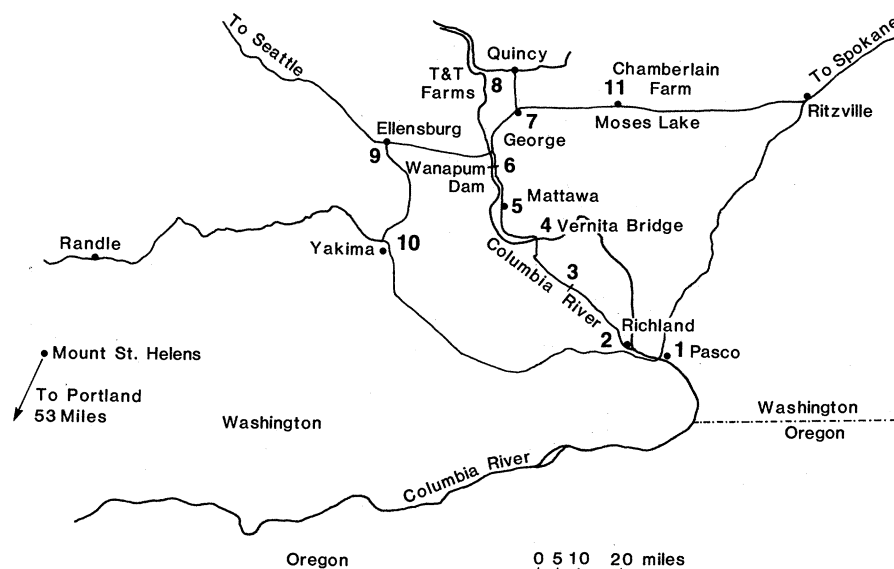 To Seattle
Quincy
To Spokane
T&T
Farms
8
11
Chamberlain
Farm
Ritzville
Ellensburg
7
George
Moses Lake
9
Wanapum
Dam
6
Mattawa
5
4 Vernita Bridge
Randle
Yakima
10
Columbia River
3
Richland
2
1 Pasco
Mount St. Helens
To Portland
53 Miles
Washington
Washington
Oregon
Columbia River
Oregon
0 5 10 20 miles